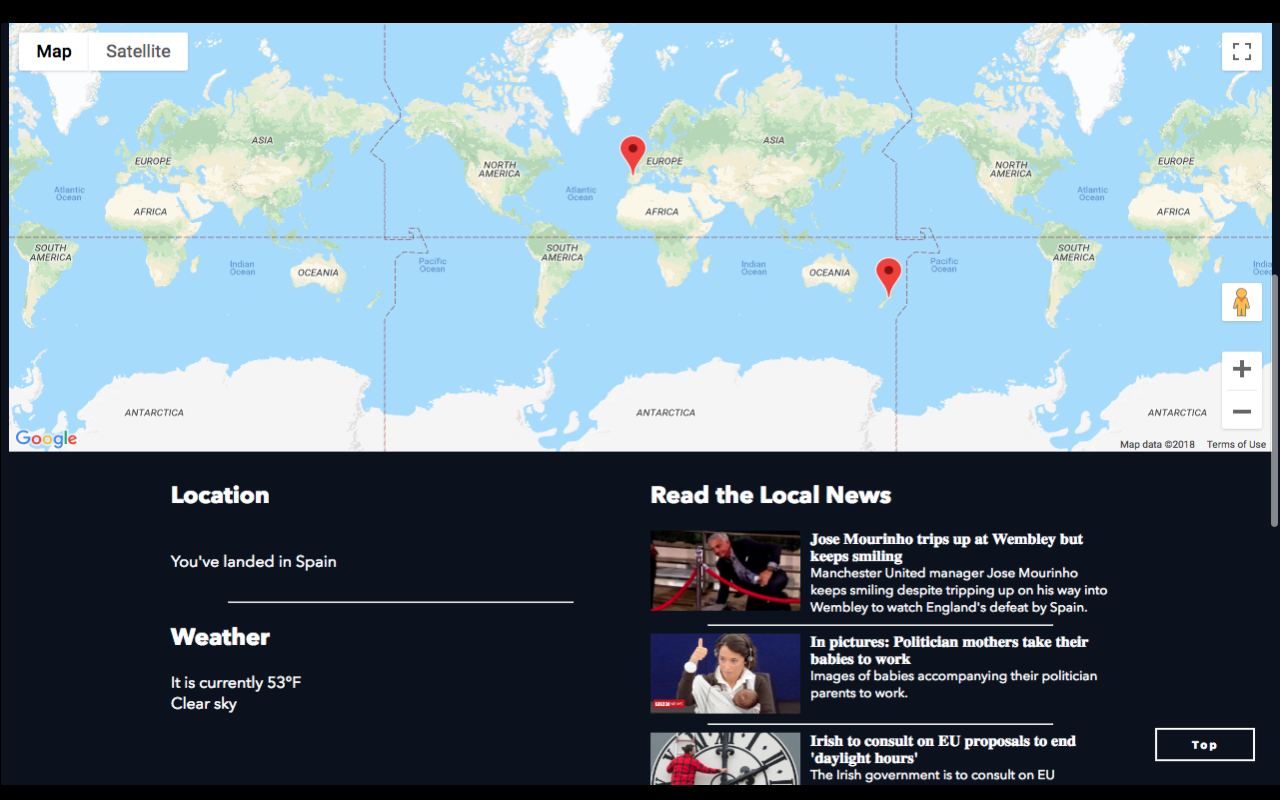 Map
Satellite
ASIA
EUROPE
NORTH
AMERICA
Atlantic
Ocean
AFRICA
SOUTH
AMERICA
Indian
Ocean
OCEANIA
Pacific
Ocean
ANTARCTICA
ASIA
EUROPE
NORTH
AMERICA
Atlantic
Ocean
AFRICA
SOUTH
AMERICA
Indian
Ocean
OCEANIA
Pacific
Ocean
ANTARCTICA
EUROPE
Atlantic
Ocean
AFRICA
SOUTH
AMERICA
India
Ocea
ANTARCTICA
Google
Map data ©2018
Terms of Use
Location
You've landed in Spain
Weather
It is currently 53°F
Clear sky
Read the Local News
Jose Mourinho trips up at Wembley but
keeps smiling
Manchester United manager Jose Mourinho
keeps smiling despite tripping up on his way into
Wembley to watch England's defeat by Spain.
In pictures: Politician mothers take their
babies to work
Images of babies accompanying their politician
parents to work.
BBC NEWS
Irish to consult on EU proposals to end
'daylight hours'
The Irish government is to consult on EU
Top